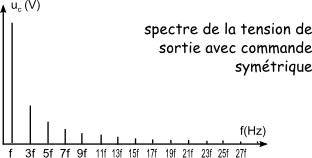 u_c (V)
spectre de la tension de
sortie avec commande
symétrique
f(Hz)
f 3f 5f 7f 9f 11f 13f 15f 17f 19f 21f 23f 25f 27f